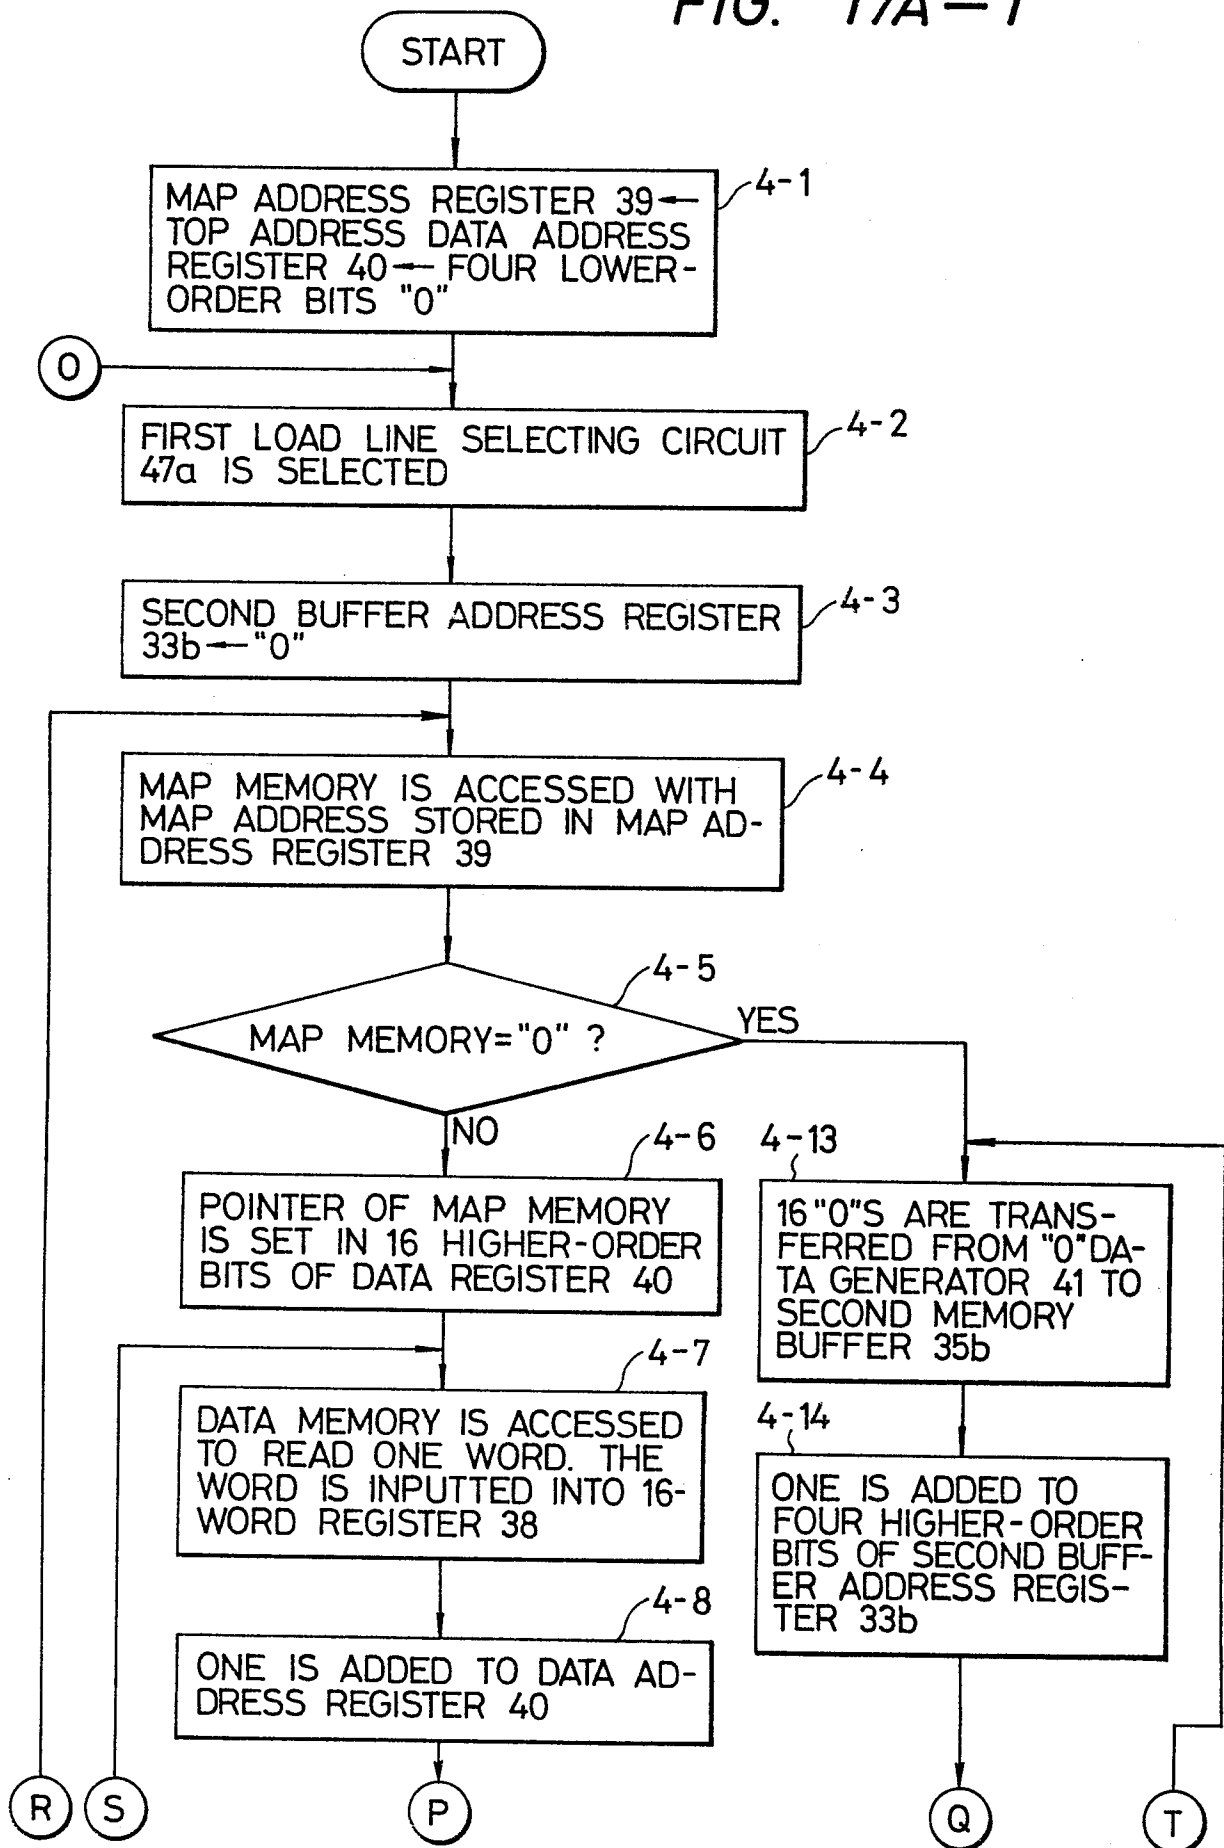 FIG. 17A-1
START
4-1
MAP ADDRESS REGISTER 39←
TOP ADDRESS DATA ADDRESS
REGISTER 40← FOUR LOWER-
ORDER BITS "0"
O
4-2
FIRST LOAD LINE SELECTING CIRCUIT
47a IS SELECTED
4-3
SECOND BUFFER ADDRESS REGISTER
33b←"0"
4-4
MAP MEMORY IS ACCESSED WITH
MAP ADDRESS STORED IN MAP AD-
DRESS REGISTER 39
4-5
MAP MEMORY="0" ?
YES
NO
4-6
POINTER OF MAP MEMORY
IS SET IN 16 HIGHER-ORDER
BITS OF DATA REGISTER 40
4-13
16"0"S ARE TRANS-
FERRED FROM "0"DA-
TA GENERATOR 41 TO
SECOND MEMORY
BUFFER 35b
4-7
DATA MEMORY IS ACCESSED
TO READ ONE WORD. THE
WORD IS INPUTTED INTO 16-
WORD REGISTER 38
4-14
ONE IS ADDED TO
FOUR HIGHER-ORDER
BITS OF SECOND BUFF-
ER ADDRESS REGIS-
TER 33b
4-8
ONE IS ADDED TO DATA AD-
DRESS REGISTER 40
R
S
P
Q
T